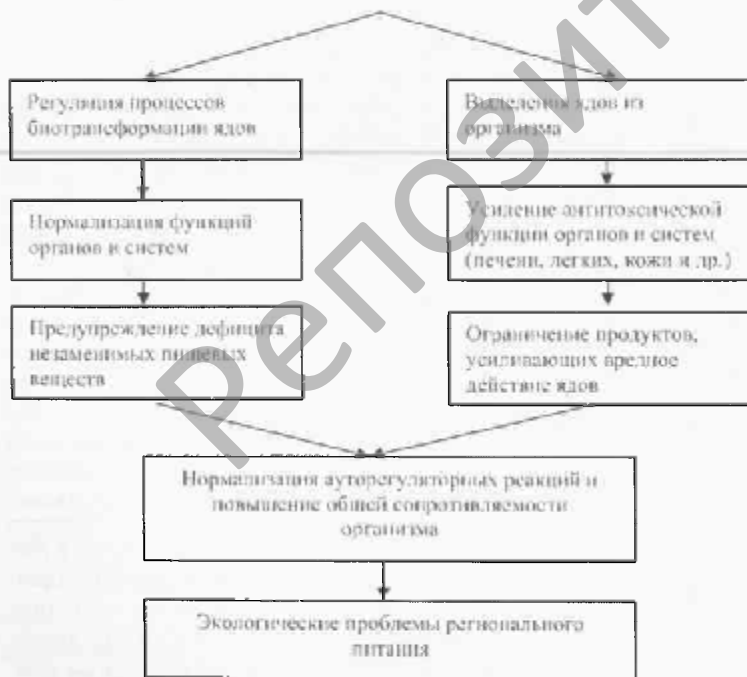 Регуляция процессов
биотрансформации ядов
Выделения ядов из
организма
Нормализация функций
органов и систем
Усиление антитоксической
функции органов и систем
(печени, легких, кожи и др.)
Предупреждение дефицита
незаменимых пищевых
веществ
Ограничение продуктов,
усиливающих вредное
действие ядов
Нормализация ауторегуляторных реакций и
повышение общей сопротивляемости
организма
Экологические проблемы регионального
питания
Репозит